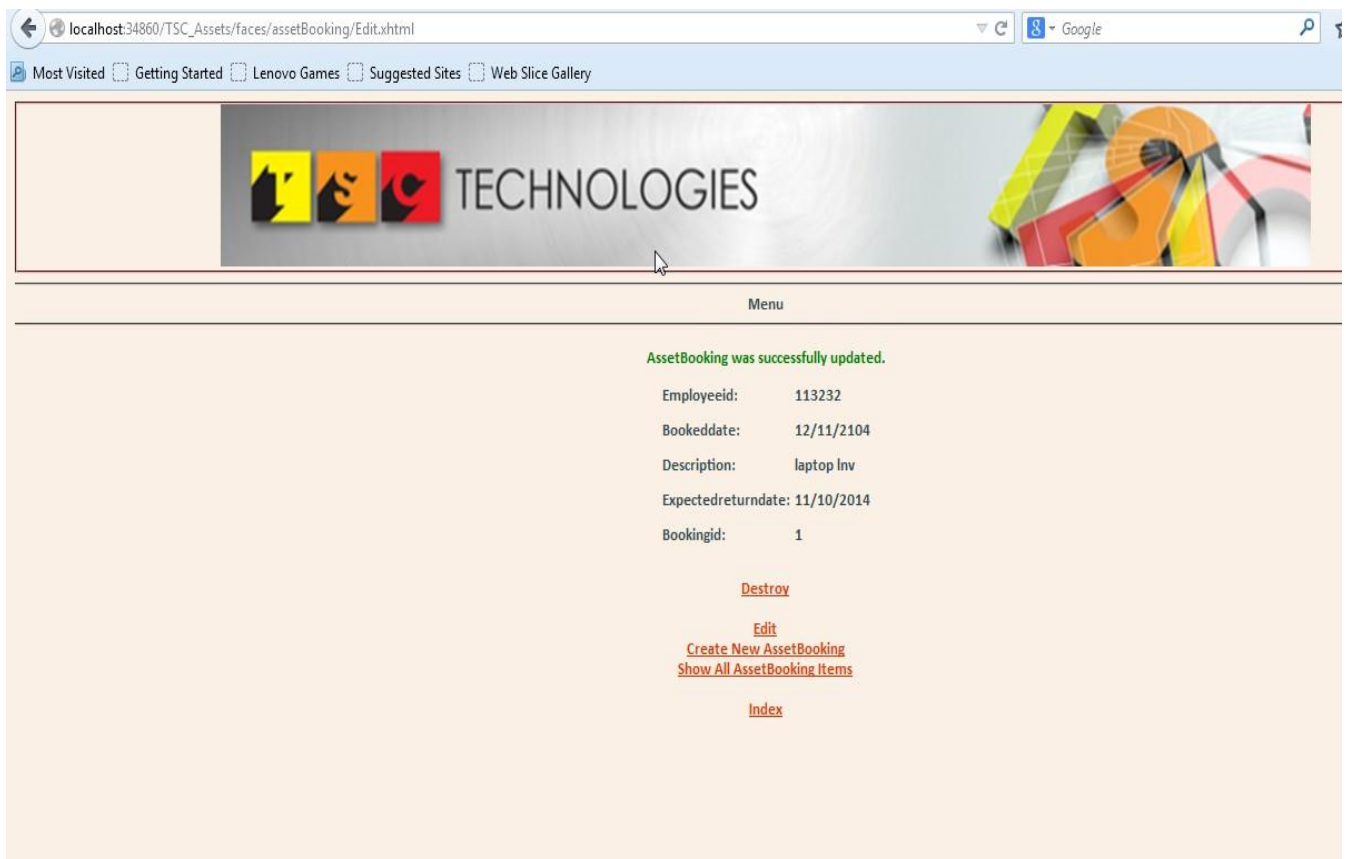 localhost:34860/TSC_Assets/faces/assetBooking/Edit.xhtml 8 Google
Most Visited Getting Started Lenovo Games Suggested Sites Web Slice Gallery
TSC TECHNOLOGIES
Menu
AssetBooking was successfully updated.
Employeeid: 113232
Bookeddate: 12/11/2104
Description: laptop lnv
Expectedreturndate: 11/10/2014
Bookingid: 1
Destroy
Edit
Create New AssetBooking
Show All AssetBooking Items
Index